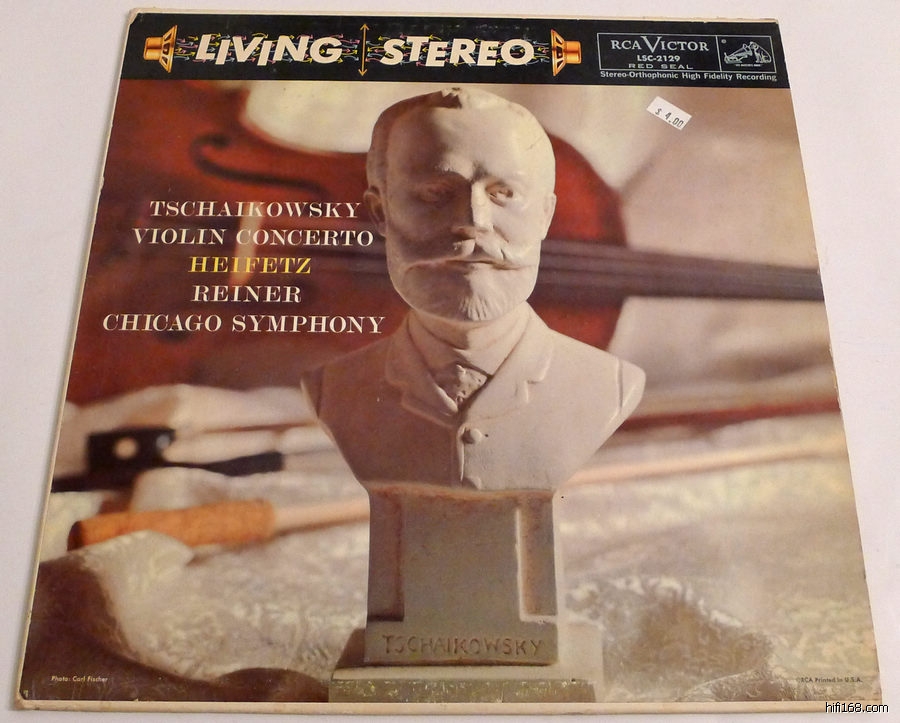 LIVING STEREO
RCA VICTOR
LSC-2129
RED SEAL
Stereo-Orthophonic High Fidelity Recording
$ 4.00
TSCHAIKOWSKY
VIOLIN CONCERTO
HEIFETZ
REINER
CHICAGO SYMPHONY
TSCHAIKOWSKY
Photo: Carl Fischer
©RCA Printed in U.S.A.
hifi168.com